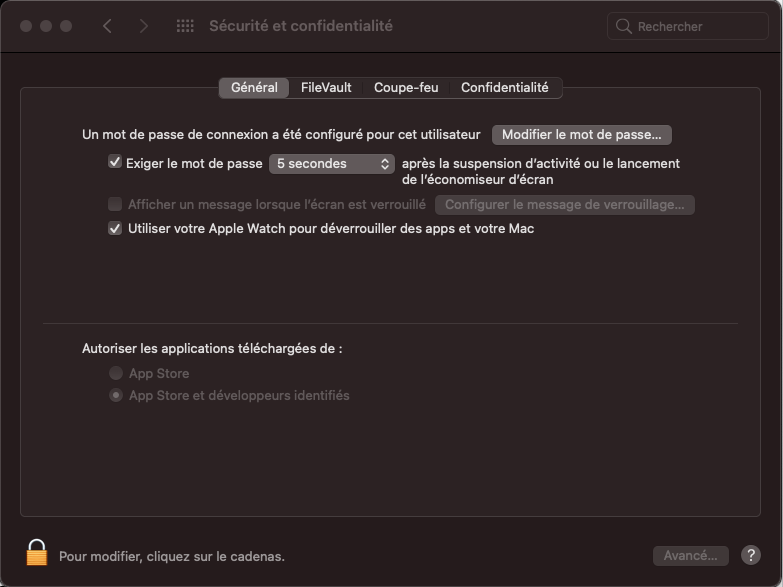 Sécurité et confidentialité
Rechercher
Général FileVault Coupe-feu Confidentialité
Un mot de passe de connexion a été configuré pour cet utilisateur Modifier le mot de passe...
Exiger le mot de passe 5 secondes après la suspension d'activité ou le lancement
de l'économiseur d'écran
Afficher un message lorsque l'écran est verrouillé Configurer le message de verrouillage...
Utiliser votre Apple Watch pour déverrouiller des apps et votre Mac
Autoriser les applications téléchargées de :
App Store
App Store et développeurs identifiés
Pour modifier, cliquez sur le cadenas.
Avancé... ?